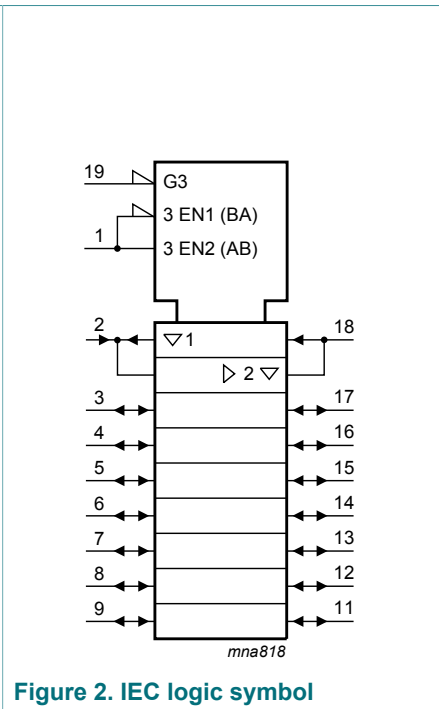 19 G3
3 EN1 (BA)
1 3 EN2 (AB)
2 ▽1 18
▷ 2 ▽
3 17
4 16
5 15
6 14
7 13
8 12
9 11
mna818
Figure 2. IEC logic symbol